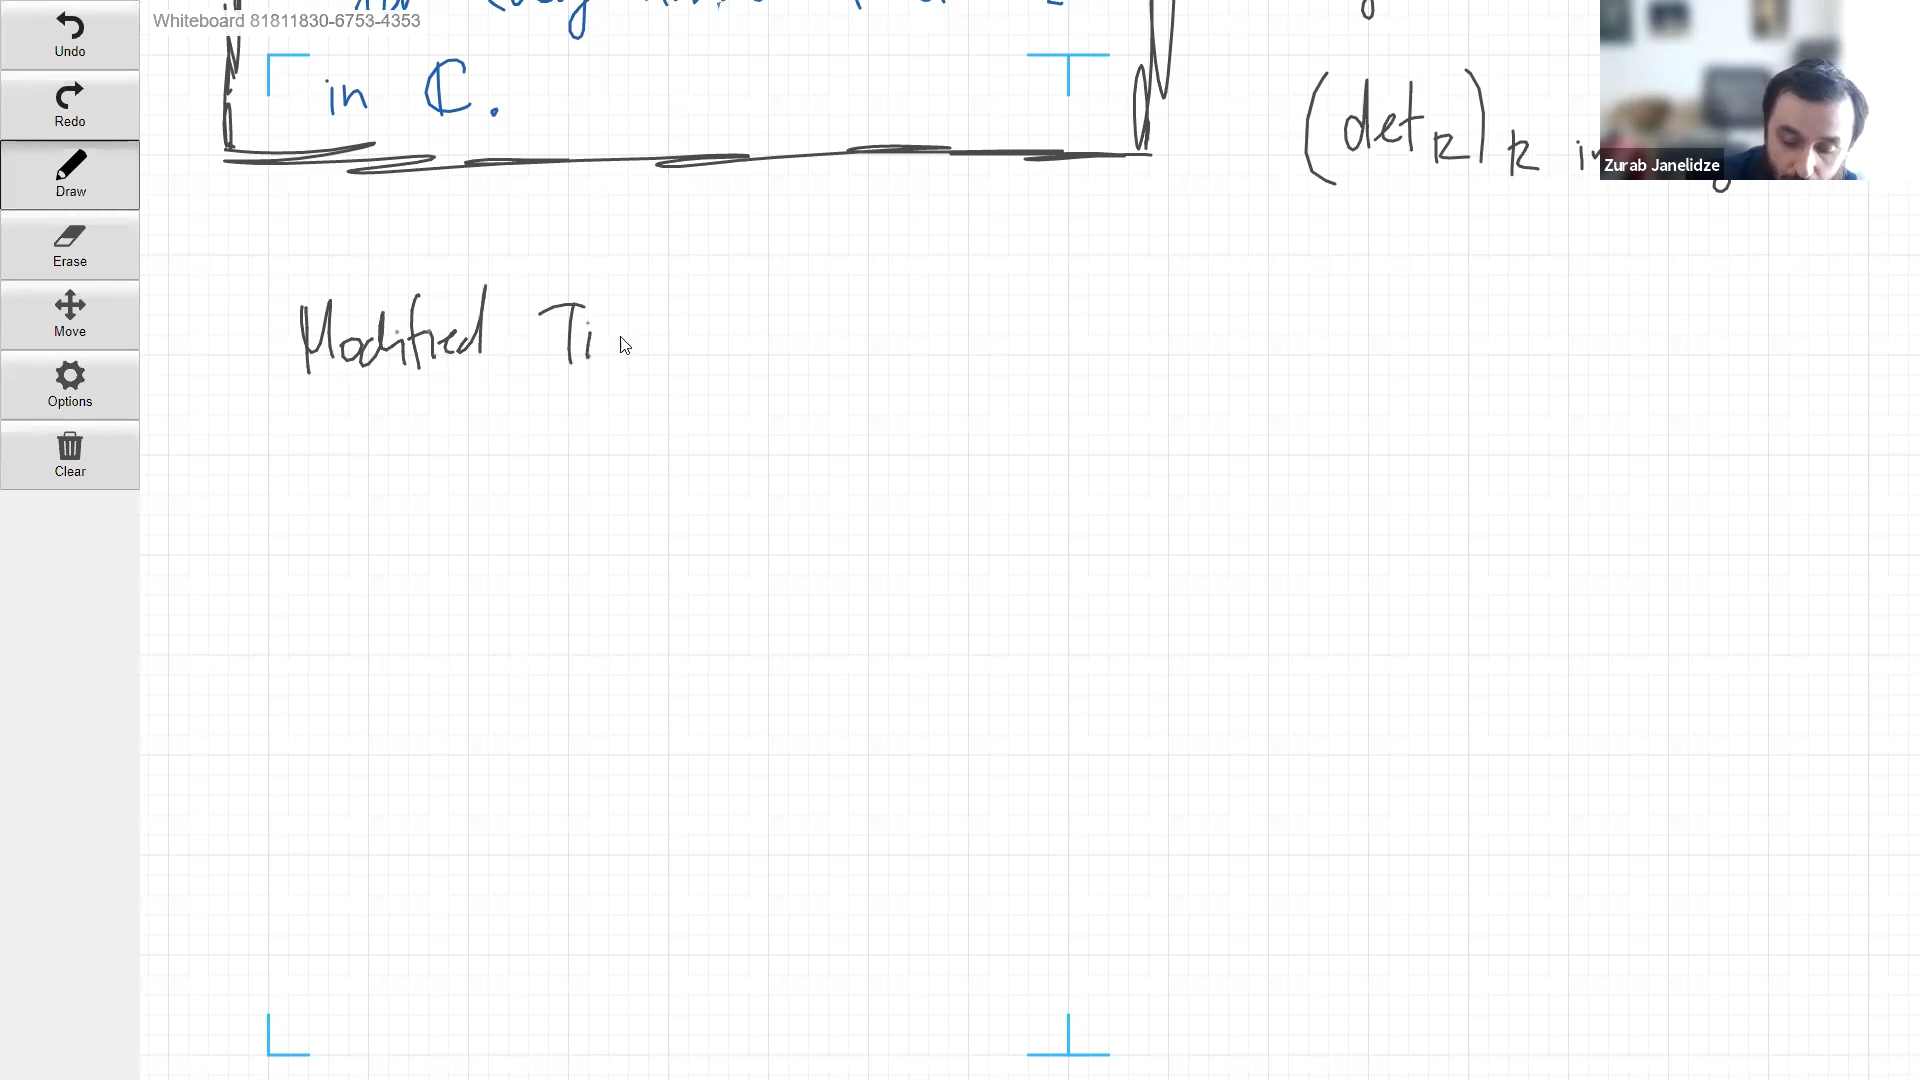 Whiteboard 81811830-6753-4353
Undo
Redo
Draw
Erase
Move
Options
Clear
in ℂ.
(det_R)_R
Zurab Janelidze
Modified Ti